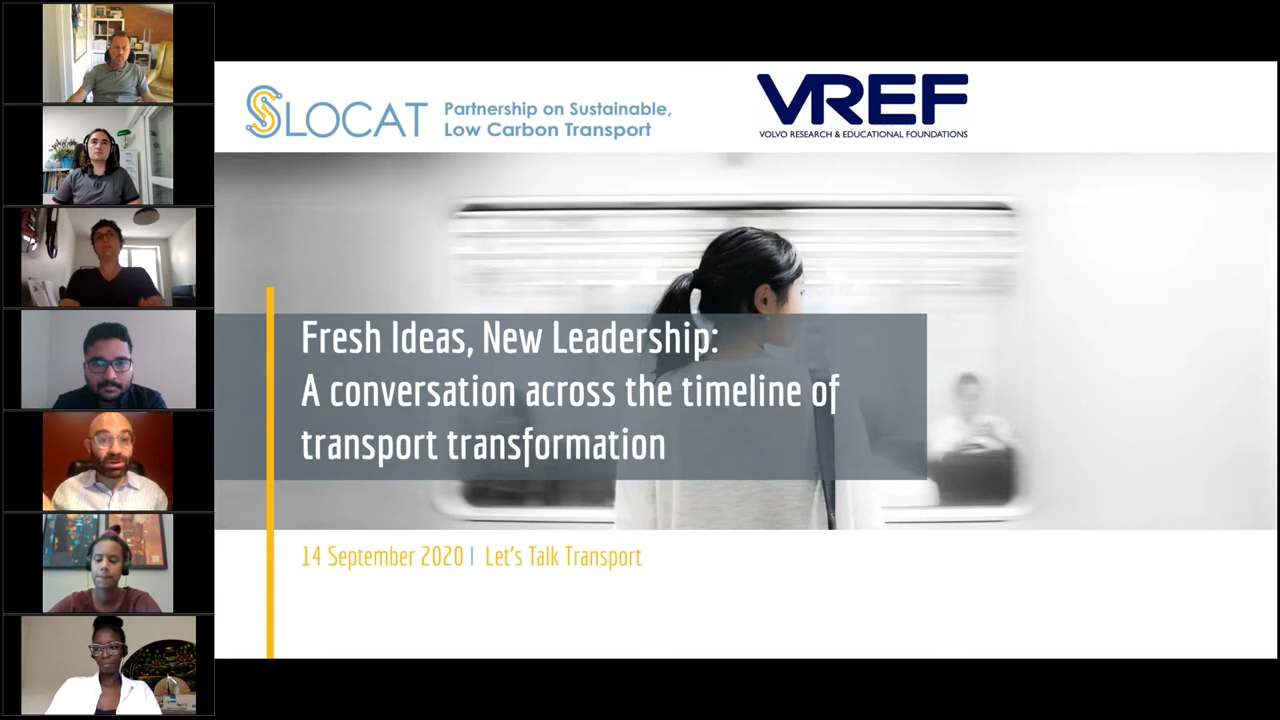 SLOCAT
Partnership on Sustainable,
Low Carbon Transport
VREF
VOLVO RESEARCH & EDUCATIONAL FOUNDATIONS
Fresh Ideas, New Leadership:
A conversation across the timeline of
transport transformation
14 September 2020 | Let's Talk Transport